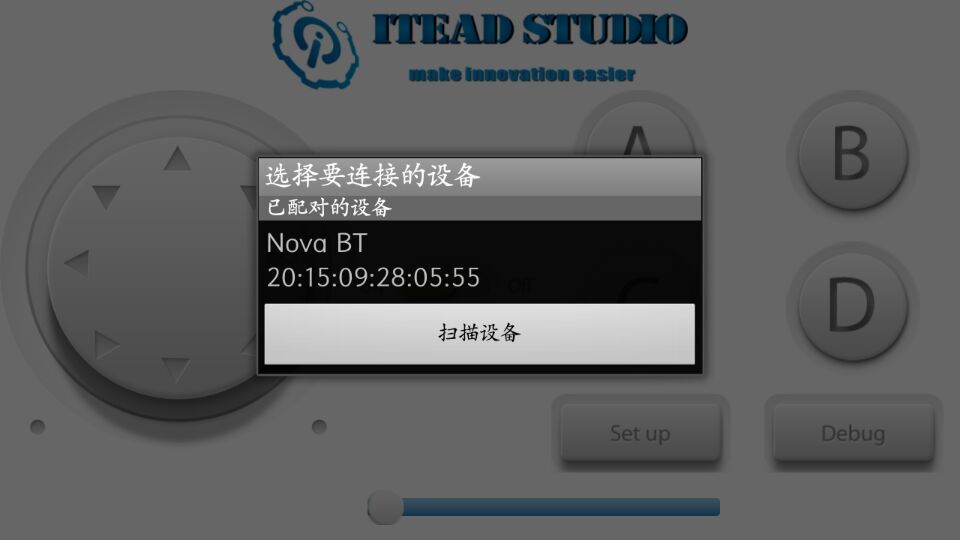 ITEAD STUDIO
make innovation easier
A
B
选择要连接的设备
已配对的设备
Nova BT
20:15:09:28:05:55
Off
C
D
扫描设备
Set up
Debug